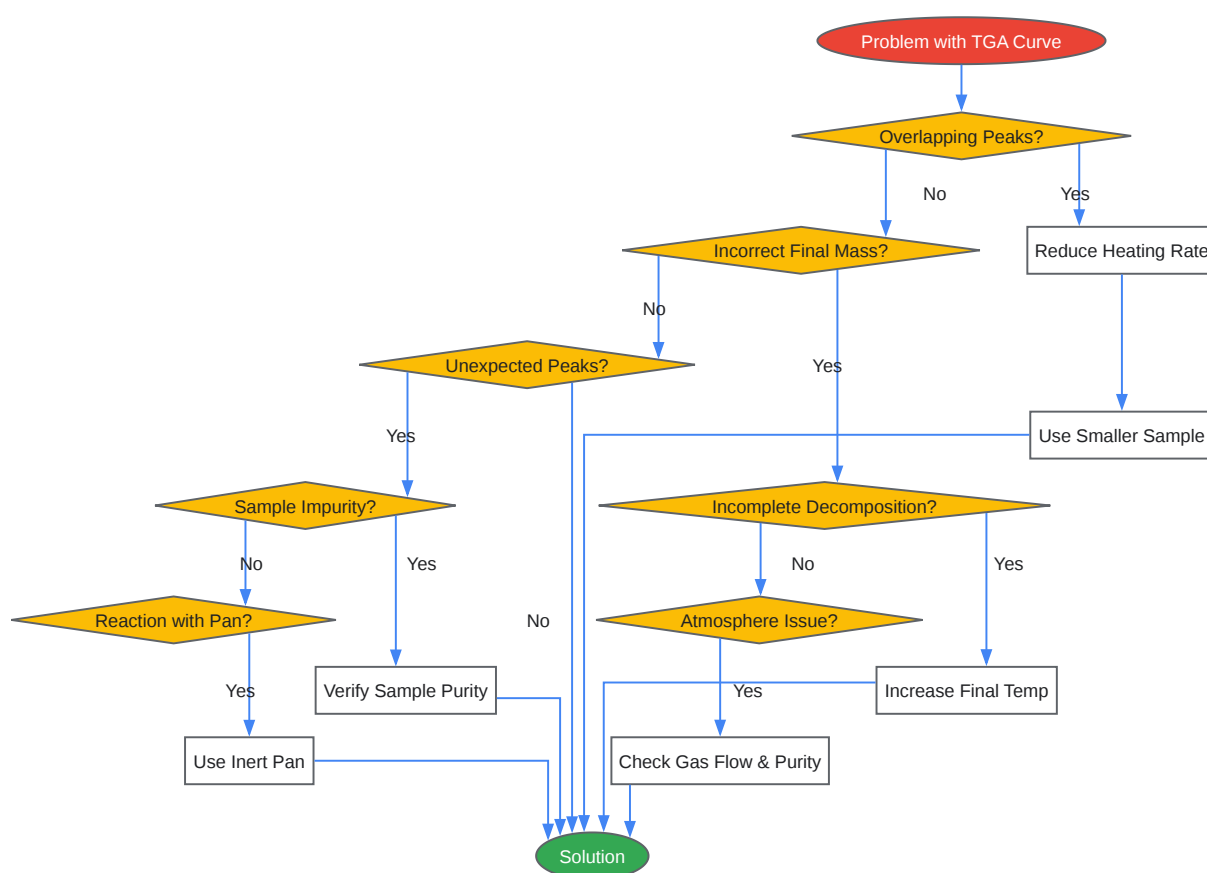 Problem with TGA Curve
Overlapping Peaks?
No
Yes
Incorrect Final Mass?
Reduce Heating Rate
No
Unexpected Peaks?
Yes
Yes
Use Smaller Sample
Sample Impurity?
Incomplete Decomposition?
No
Yes
No
Yes
Reaction with Pan?
No
Atmosphere Issue?
Yes
Verify Sample Purity
Yes
Increase Final Temp
Use Inert Pan
Check Gas Flow & Purity
Solution